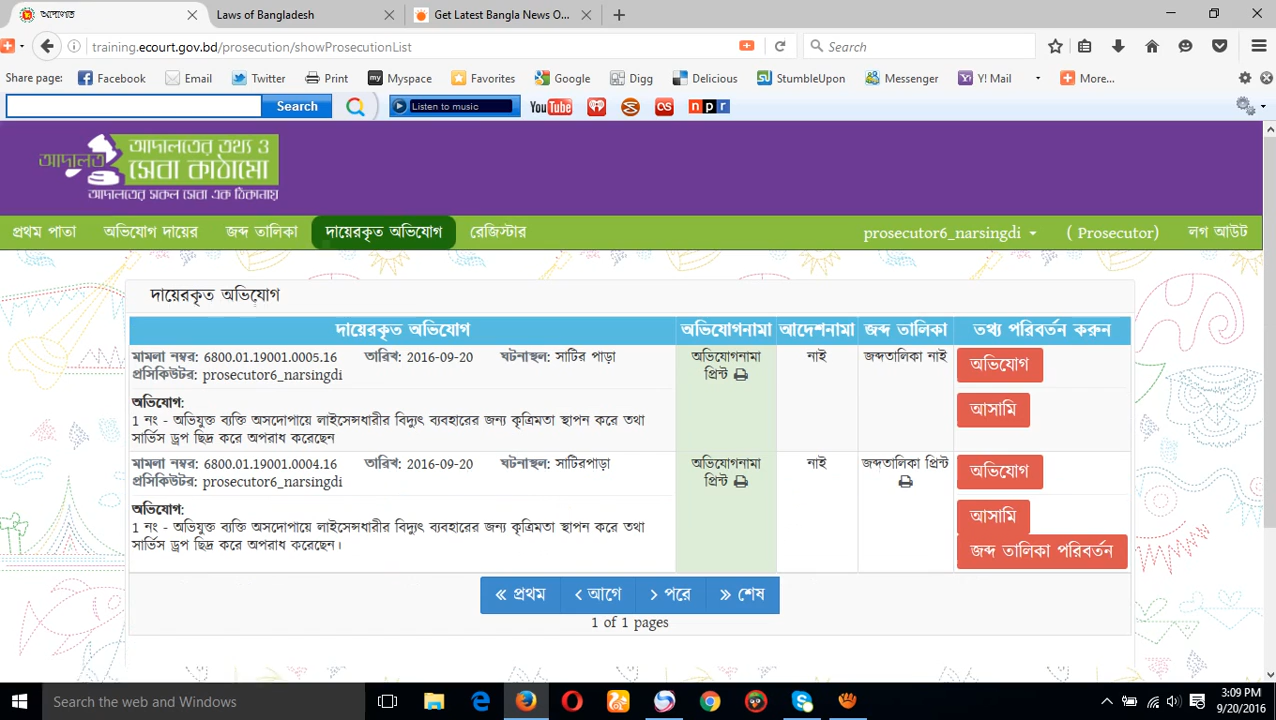 আদালত
Laws of Bangladesh
Get Latest Bangla News O...
training.ecourt.gov.bd/prosecution/showProsecutionList
Search
Share page: Facebook Email Twitter Print Myspace Favorites Google Digg Delicious StumbleUpon Messenger Y! Mail More...
Search Listen to music YouTube n p r
আদালত আদালতের তথ্য ও
সেবা কাঠামো
আদালতের সকল সেবা এক ঠিকানায়
প্রথম পাতা অভিযোগ দায়ের জব্দ তালিকা দায়েরকৃত অভিযোগ রেজিস্টার prosecutor6_narsingdi ( Prosecutor) লগ আউট
দায়েরকৃত অভিযোগ
দায়েরকৃত অভিযোগ অভিযোগনামা আদেশনামা জব্দ তালিকা তথ্য পরিবর্তন করুন
মামলা নম্বর: 6800.01.19001.0005.16 তারিখ: 2016-09-20 ঘটনাস্থল: সাটির পাড়া অভিযোগনামা নাই জব্দতালিকা নাই অভিযোগ
প্রসিকিউটর: prosecutor6_narsingdi প্রিন্ট
অভিযোগ: আসামি
1 নং - অভিযুক্ত ব্যক্তি অসদোপায়ে লাইসেন্সধারীর বিদ্যুৎ ব্যবহারের জন্য কৃত্রিমতা স্থাপন করে তথা
সার্ভিস ড্রপ ছিদ্র করে অপরাধ করেছেন
মামলা নম্বর: 6800.01.19001.0004.16 তারিখ: 2016-09-20 ঘটনাস্থল: সাটিরপাড়া অভিযোগনামা নাই জব্দতালিকা প্রিন্ট অভিযোগ
প্রসিকিউটর: prosecutor6_narsingdi প্রিন্ট
অভিযোগ: আসামি
1 নং - অভিযুক্ত ব্যক্তি অসদোপায়ে লাইসেন্সধারীর বিদ্যুৎ ব্যবহারের জন্য কৃত্রিমতা স্থাপন করে তথা
সার্ভিস ড্রপ ছিদ্র করে অপরাধ করেছেন। জব্দ তালিকা পরিবর্তন
« প্রথম ‹ আগে › পরে » শেষ
1 of 1 pages
Search the web and Windows
3:09 PM
9/20/2016